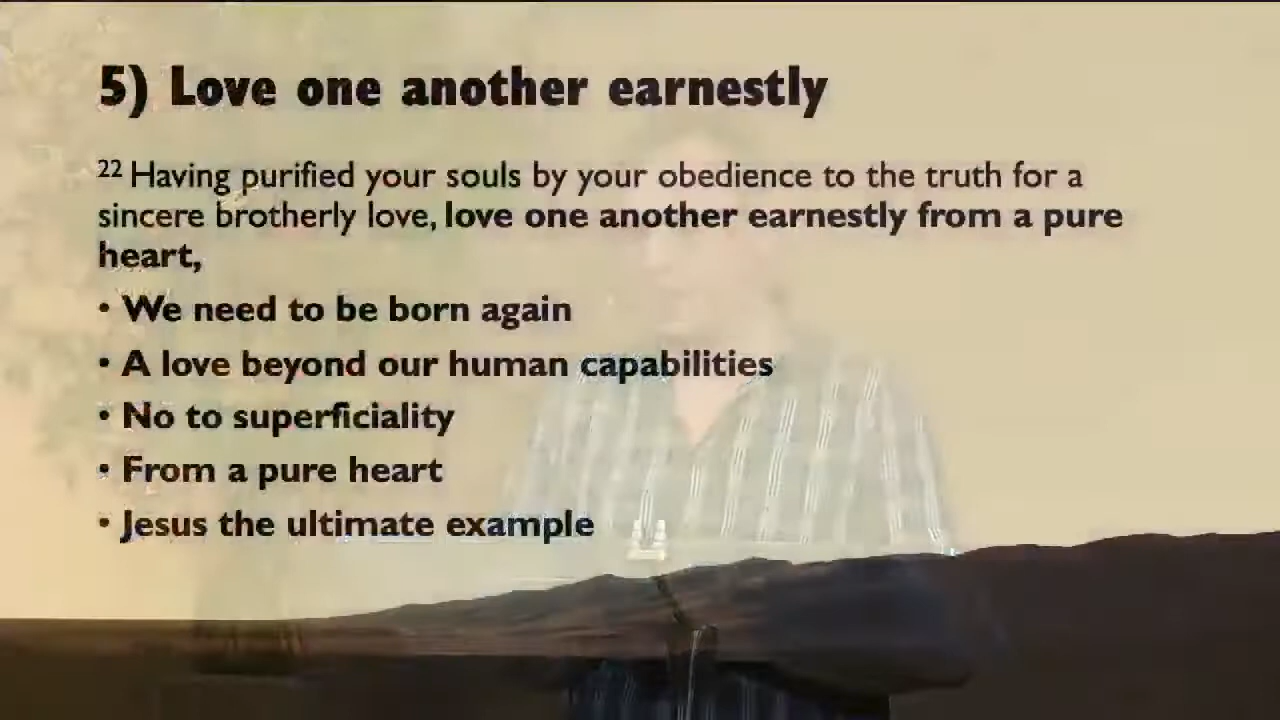 5) Love one another earnestly
22 Having purified your souls by your obedience to the truth for a
sincere brotherly love, love one another earnestly from a pure
heart,
• We need to be born again
• A love beyond our human capabilities
• No to superficiality
• From a pure heart
• Jesus the ultimate example